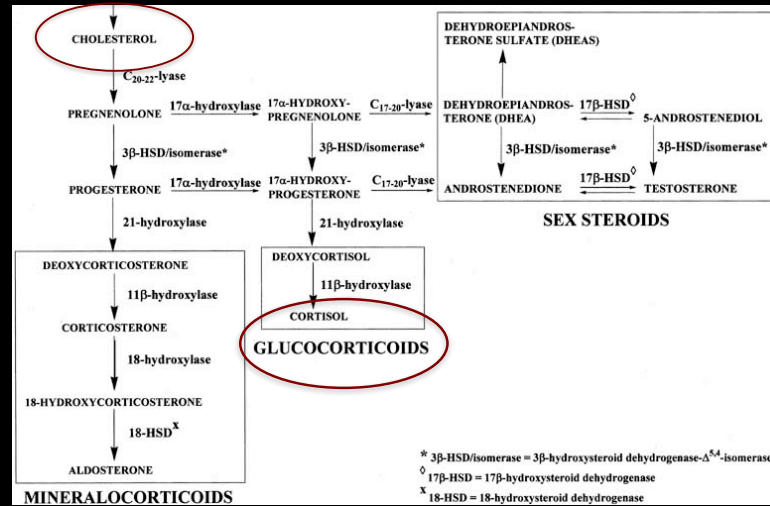 CHOLESTEROL
C20-22-lyase
PREGNENOLONE
17α-hydroxylase
17α-HYDROXY-
PREGNENOLONE
C17-20-lyase
DEHYDROEPIANDROS-
TERONE SULFATE (DHEAS)
DEHYDROEPIANDROS-
TERONE (DHEA)
17β-HSD◊
5-ANDROSTENEDIOL
3β-HSD/isomerase*
3β-HSD/isomerase*
3β-HSD/isomerase*
3β-HSD/isomerase*
PROGESTERONE
17α-hydroxylase
17α-HYDROXY-
PROGESTERONE
C17-20-lyase
ANDROSTENEDIONE
17β-HSD◊
TESTOSTERONE
SEX STEROIDS
21-hydroxylase
21-hydroxylase
DEOXYCORTICOSTERONE
11β-hydroxylase
CORTICOSTERONE
18-hydroxylase
18-HYDROXYCORTICOSTERONE
18-HSDx
ALDOSTERONE
MINERALOCORTICOIDS
DEOXYCORTISOL
11β-hydroxylase
CORTISOL
GLUCOCORTICOIDS
* 3β-HSD/isomerase = 3β-hydroxysteroid dehydrogenase-Δ5,4-isomerase
◊ 17β-HSD = 17β-hydroxysteroid dehydrogenase
x 18-HSD = 18-hydroxysteroid dehydrogenase